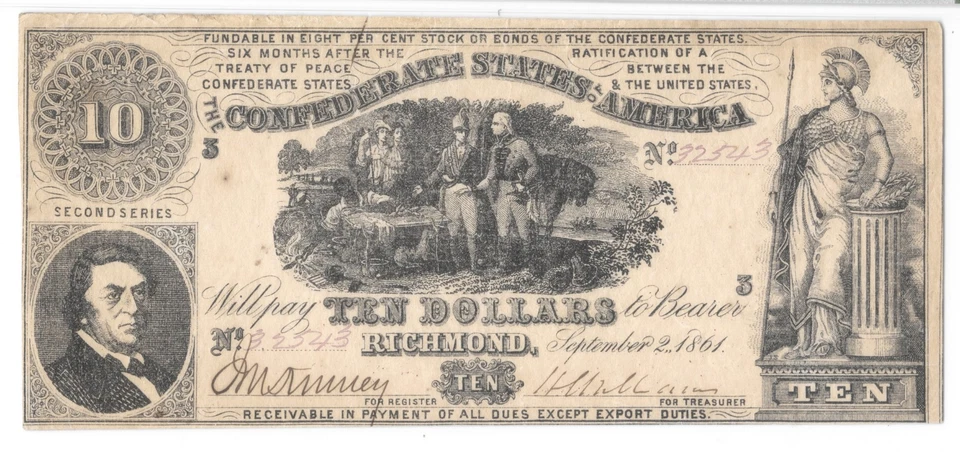 FUNDABLE IN EIGHT PER CENT STOCK OR BONDS OF THE CONFEDERATE STATES.
SIX MONTHS AFTER THE RATIFICATION OF A
TREATY OF PEACE BETWEEN THE
CONFEDERATE STATES & THE UNITED STATES.
THE CONFEDERATE STATES OF AMERICA
10
3
No
SECOND SERIES
3
Will pay TEN DOLLARS to Bearer
No RICHMOND, September 2, 1861.
TEN
FOR REGISTER FOR TREASURER
TEN
RECEIVABLE IN PAYMENT OF ALL DUES EXCEPT EXPORT DUTIES.